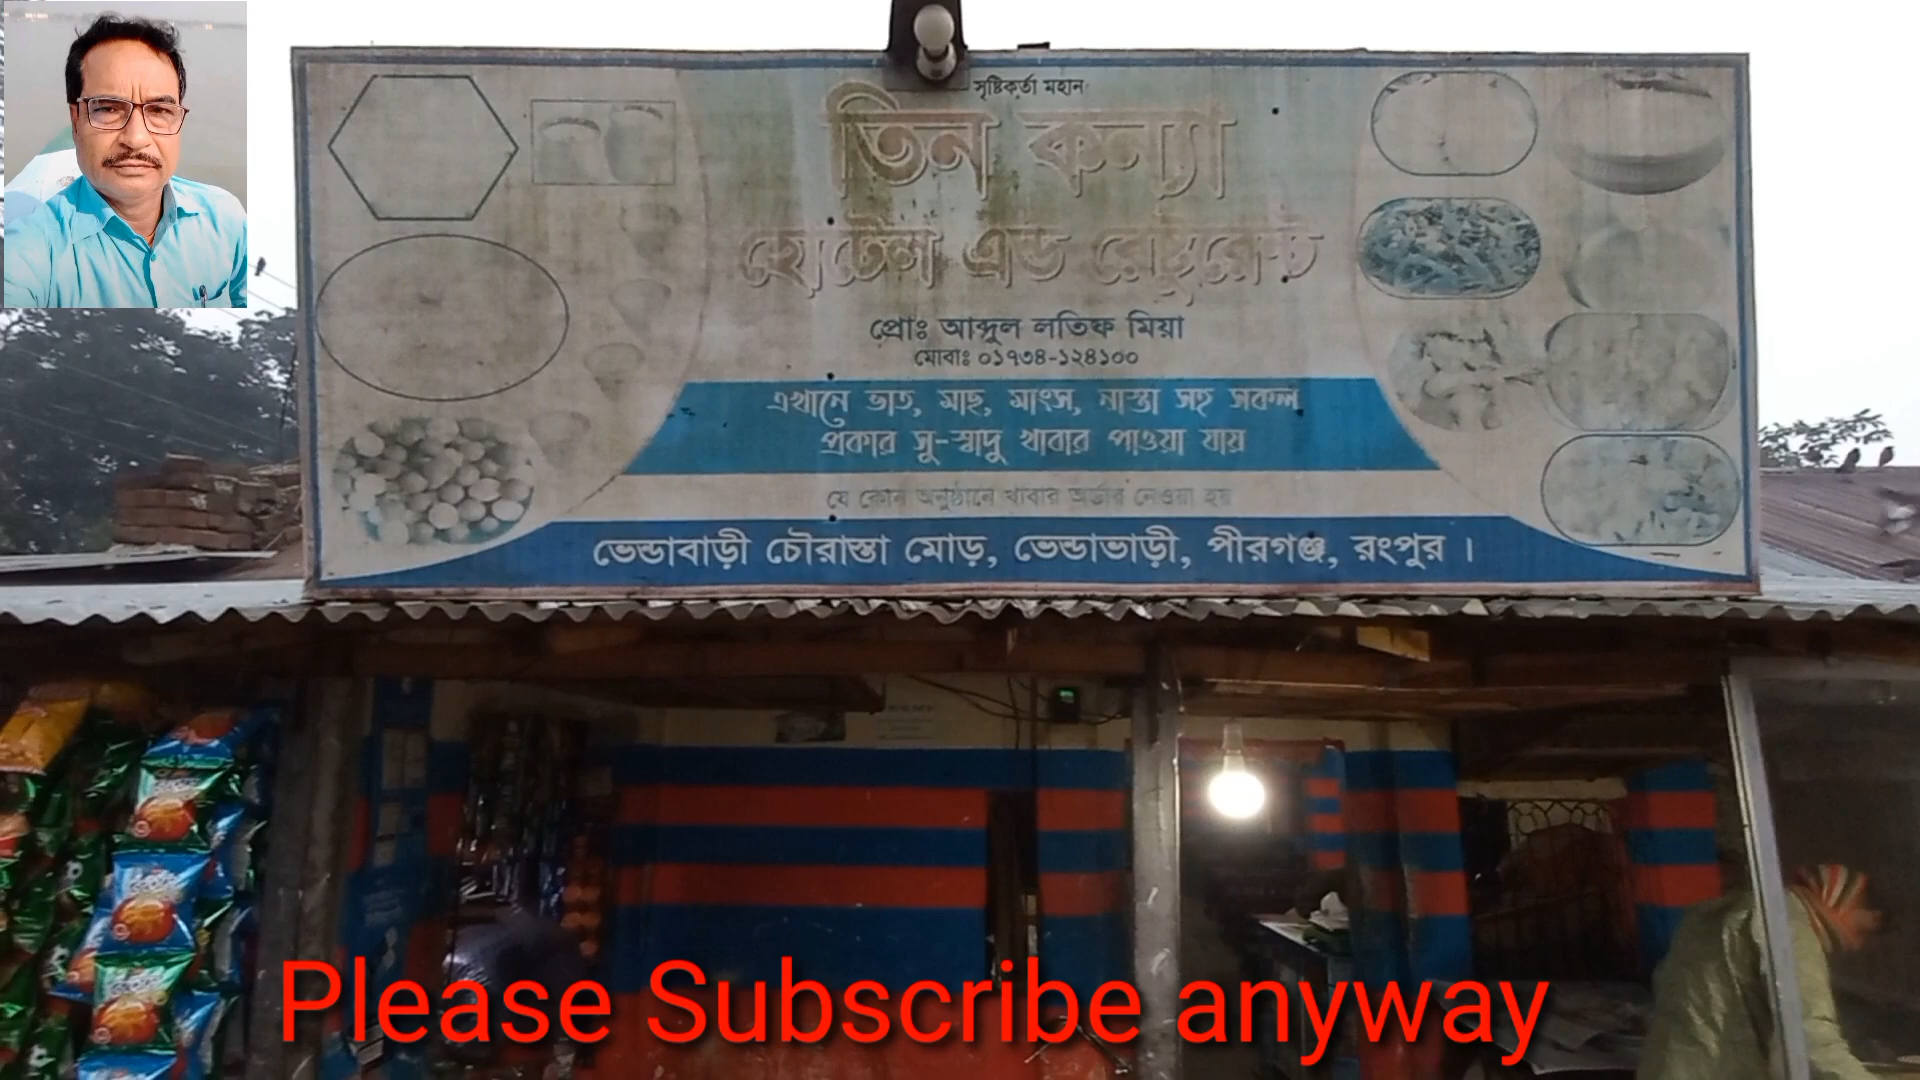 সৃষ্টিকর্তা মহান
তিন কন্যা
হোটেল এন্ড রেষ্টুরেন্ট
প্রোঃ আব্দুল লতিফ মিয়া
মোবাঃ ০১৭৩৪-১২৪১০০
এখানে ভাত, মাছ, মাংস, নাস্তা সহ সকল
প্রকার সু-স্বাদু খাবার পাওয়া যায়
যে কোন অনুষ্ঠানে খাবার অর্ডার নেওয়া হয়
ভেন্ডাবাড়ী চৌরাস্তা মোড়, ভেন্ডাভাড়ী, পীরগঞ্জ, রংপুর।
Please Subscribe anyway